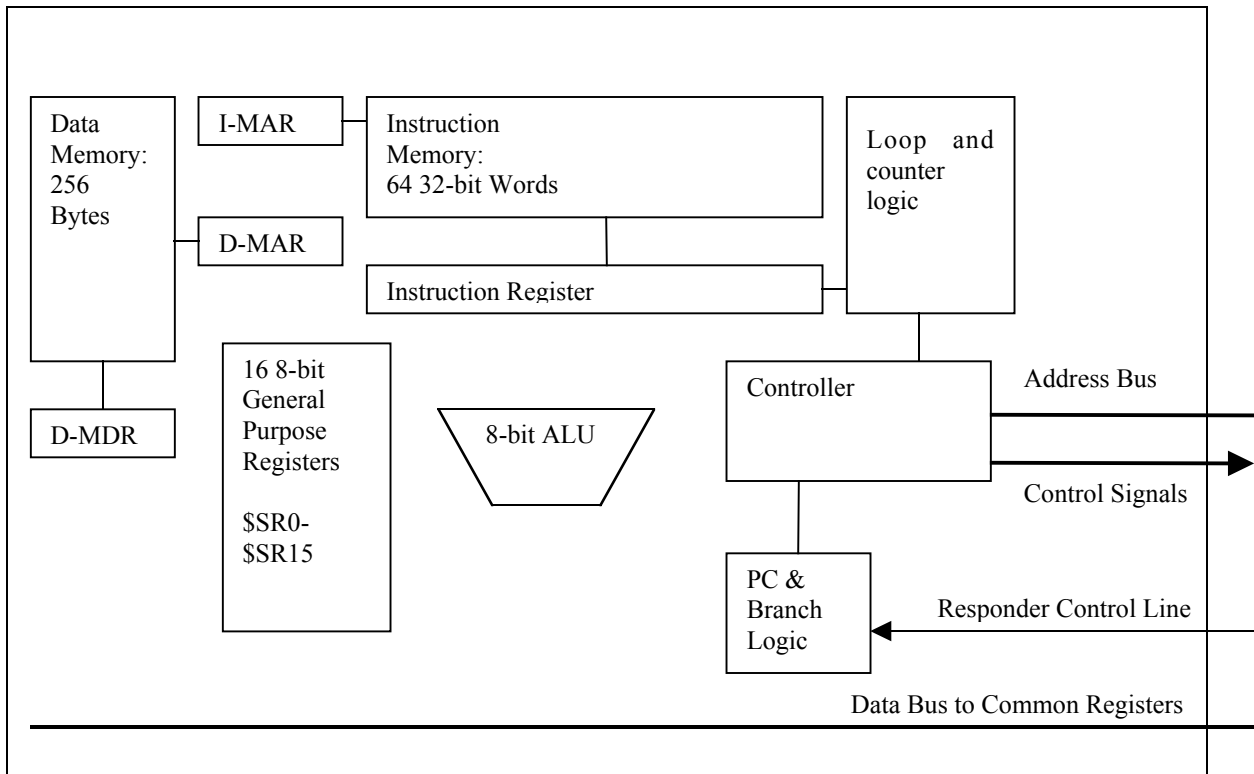 Data
Memory:
256
Bytes
I-MAR
Instruction
Memory:
64 32-bit Words
Loop and
counter
logic
D-MAR
Instruction Register
16 8-bit
General
Purpose
Registers
$SR0-
$SR15
D-MDR
8-bit ALU
Controller
Address Bus
Control Signals
PC &
Branch
Logic
Responder Control Line
Data Bus to Common Registers